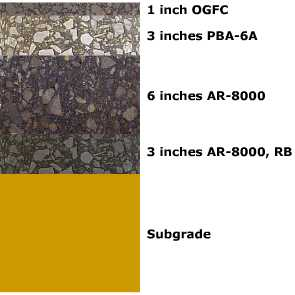 1 inch OGFC
3 inches PBA-6A
6 inches AR-8000
3 inches AR-8000, RB
Subgrade